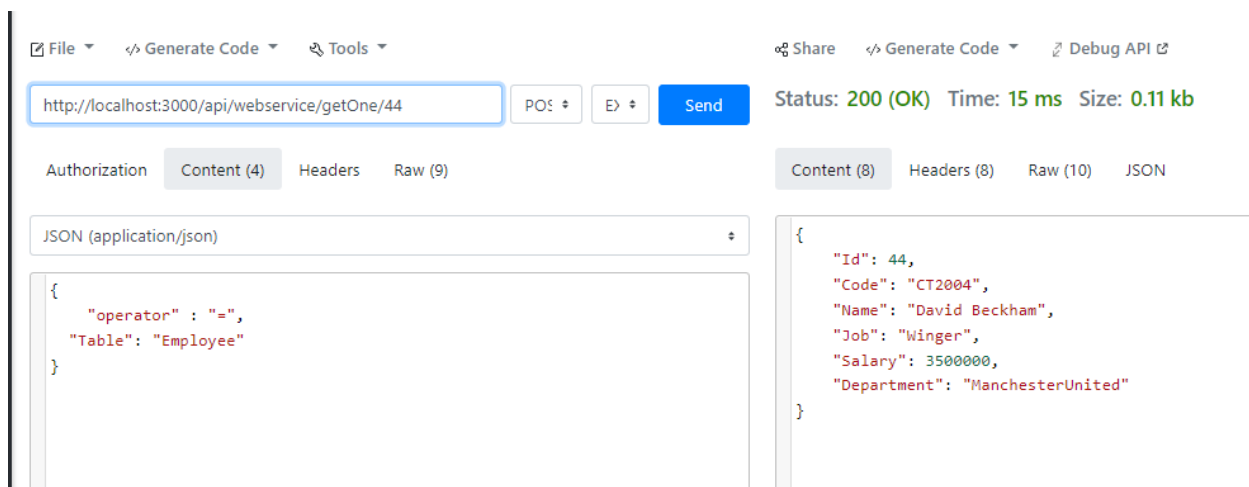 File </> Generate Code Tools
http://localhost:3000/api/webservice/getOne/44 POS Send
Authorization Content (4) Headers Raw (9)
JSON (application/json)
{
"operator" : "=",
"Table": "Employee"
}
Share </> Generate Code Debug API
Status: 200 (OK) Time: 15 ms Size: 0.11 kb
Content (8) Headers (8) Raw (10) JSON
{
"Id": 44,
"Code": "CT2004",
"Name": "David Beckham",
"Job": "Winger",
"Salary": 3500000,
"Department": "ManchesterUnited"
}